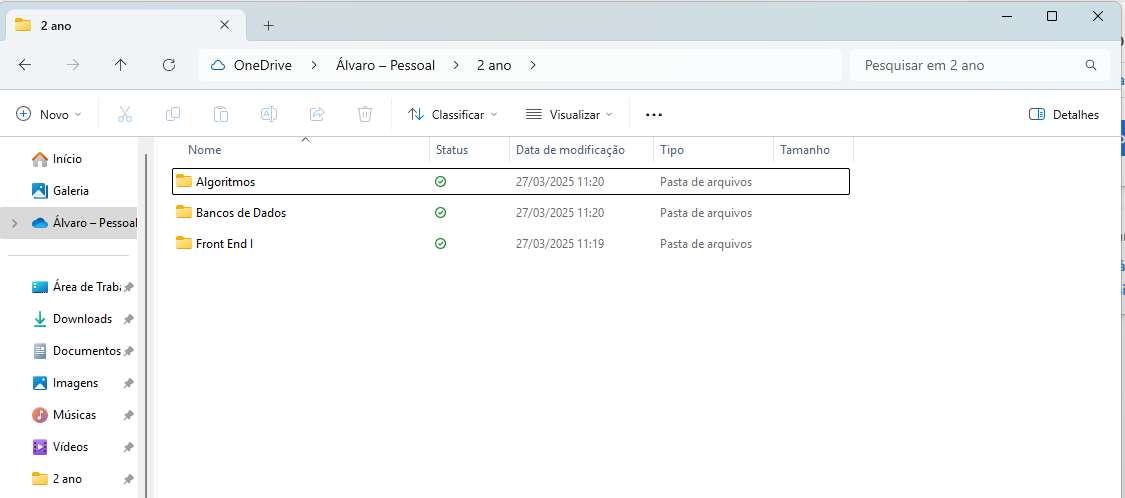 2 ano
OneDrive Álvaro – Pessoal 2 ano
Pesquisar em 2 ano
Novo Classificar Visualizar Detalhes
Nome Status Data de modificação Tipo Tamanho
Algoritmos 27/03/2025 11:20 Pasta de arquivos
Bancos de Dados 27/03/2025 11:20 Pasta de arquivos
Front End I 27/03/2025 11:19 Pasta de arquivos
Início
Galeria
Álvaro – Pessoal
Área de Traba
Downloads
Documentos
Imagens
Músicas
Vídeos
2 ano